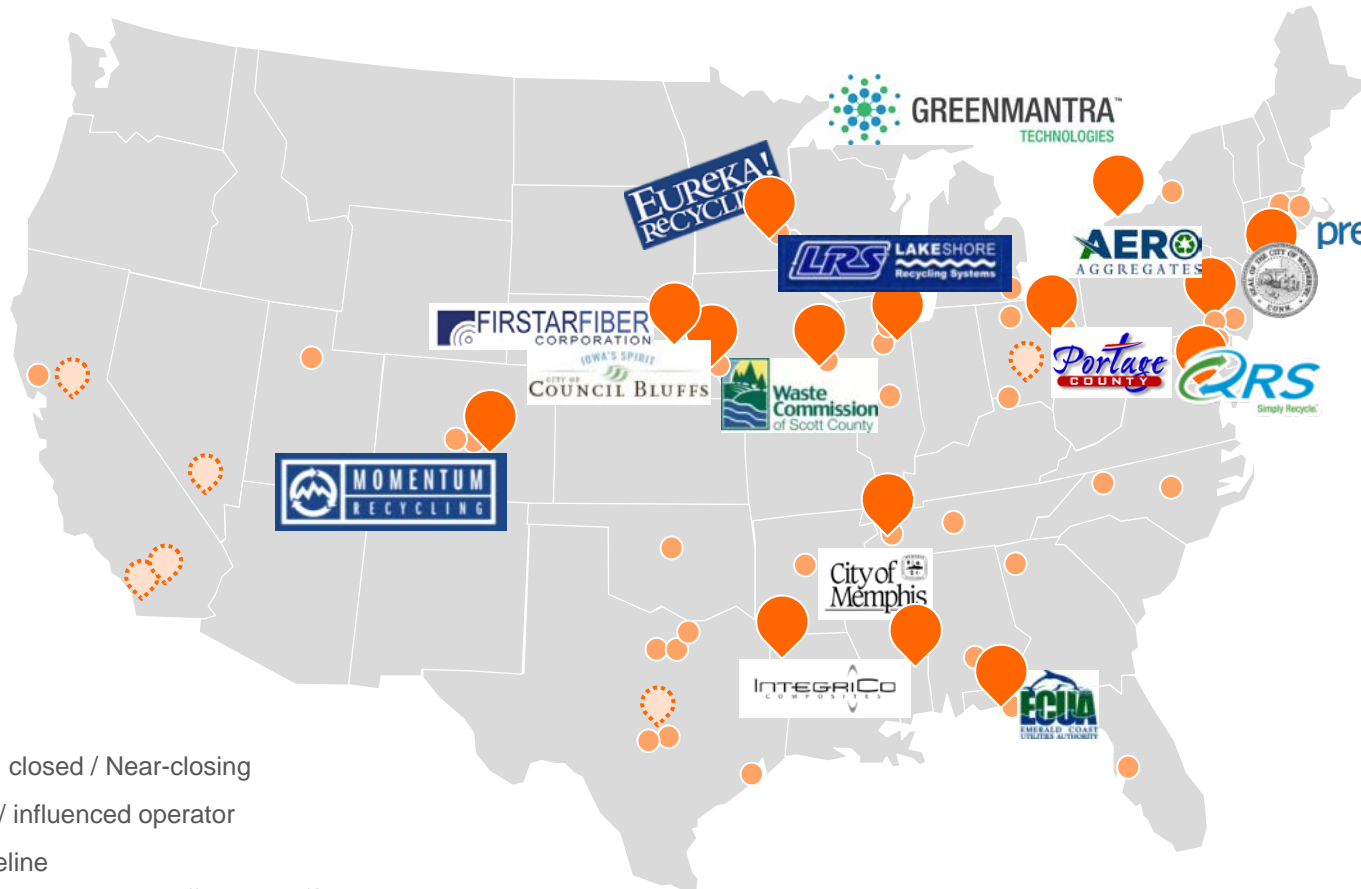 GREENMANTRA™
TECHNOLOGIES
EUREKA!
RECYCLING
LRS LAKESHORE
Recycling Systems
AERO
AGGREGATES
pre
FIRSTARFIBER
CORPORATION
IOWA'S SPIRIT
CITY OF
COUNCIL BLUFFS
Waste
Commission
of Scott County
Portage
COUNTY
QRS
Simply Recycle.
MOMENTUM
RECYCLING
City of
Memphis
INTEGRICO
COMPOSITES
ECUA
EMERALD COAST
UTILITIES AUTHORITY
closed / Near-closing
/ influenced operator
eline